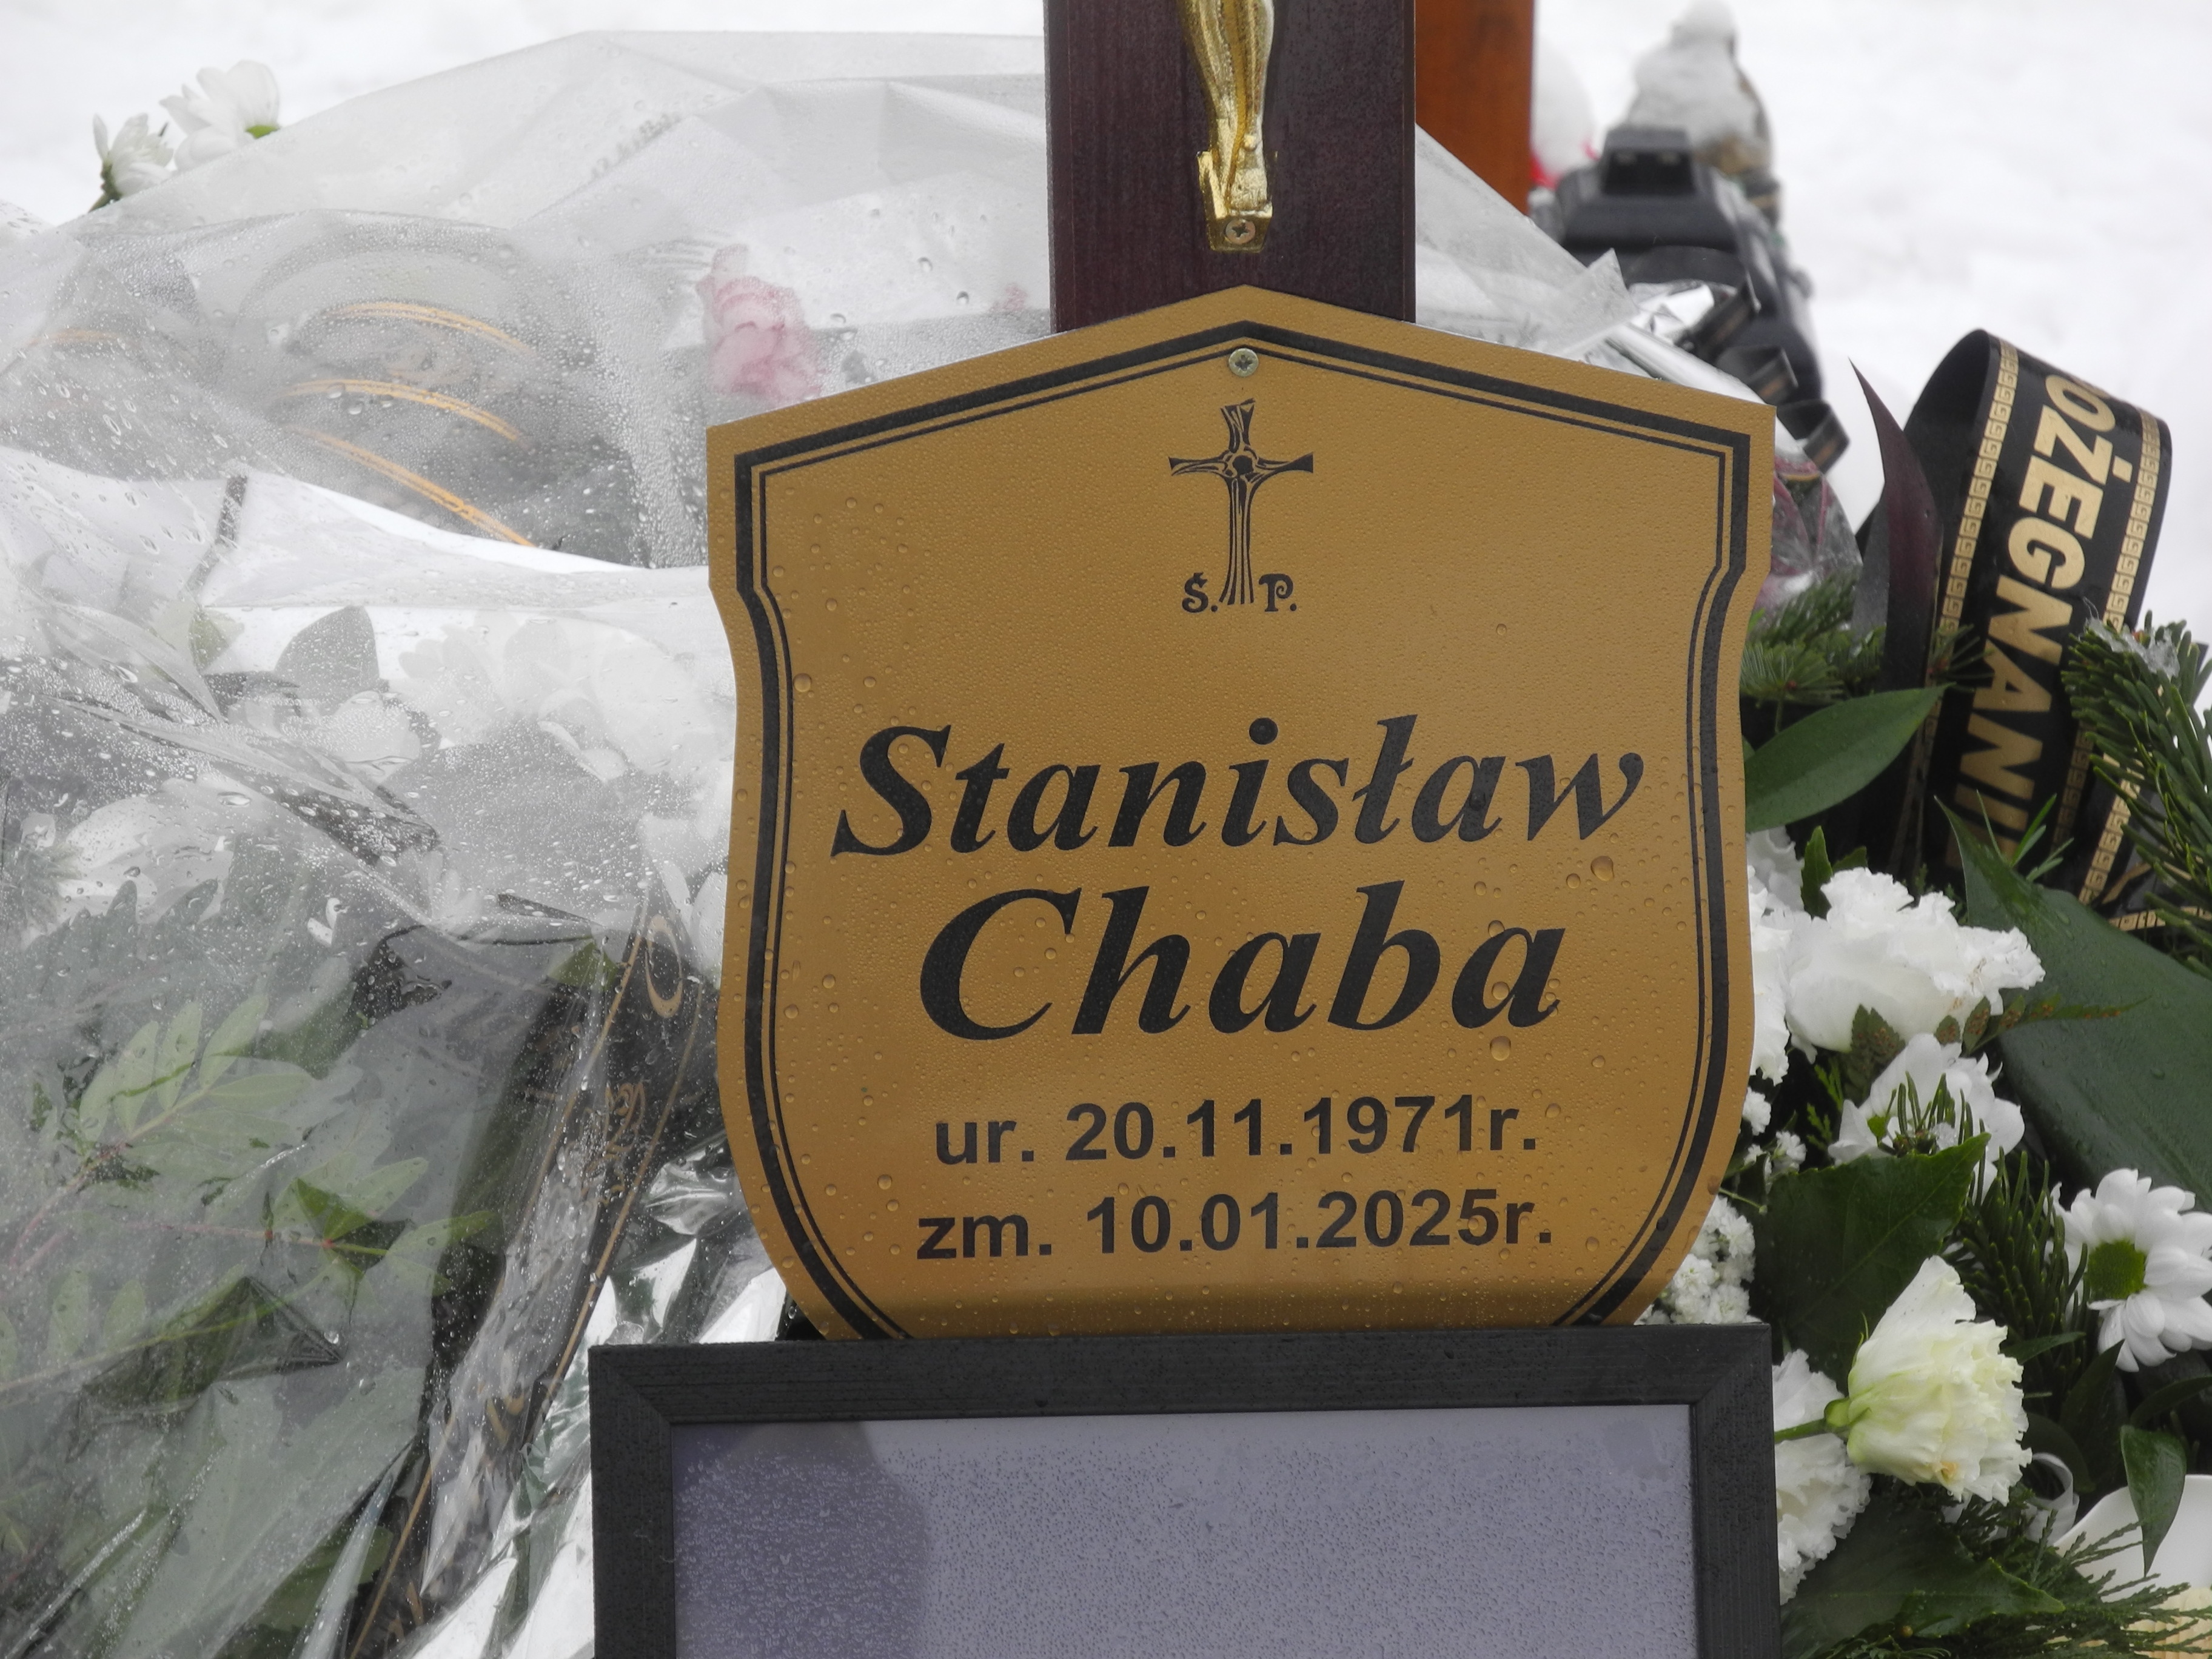 Ś. P.
Stanisław
Chaba
ur. 20.11.1971r.
zm. 10.01.2025r.